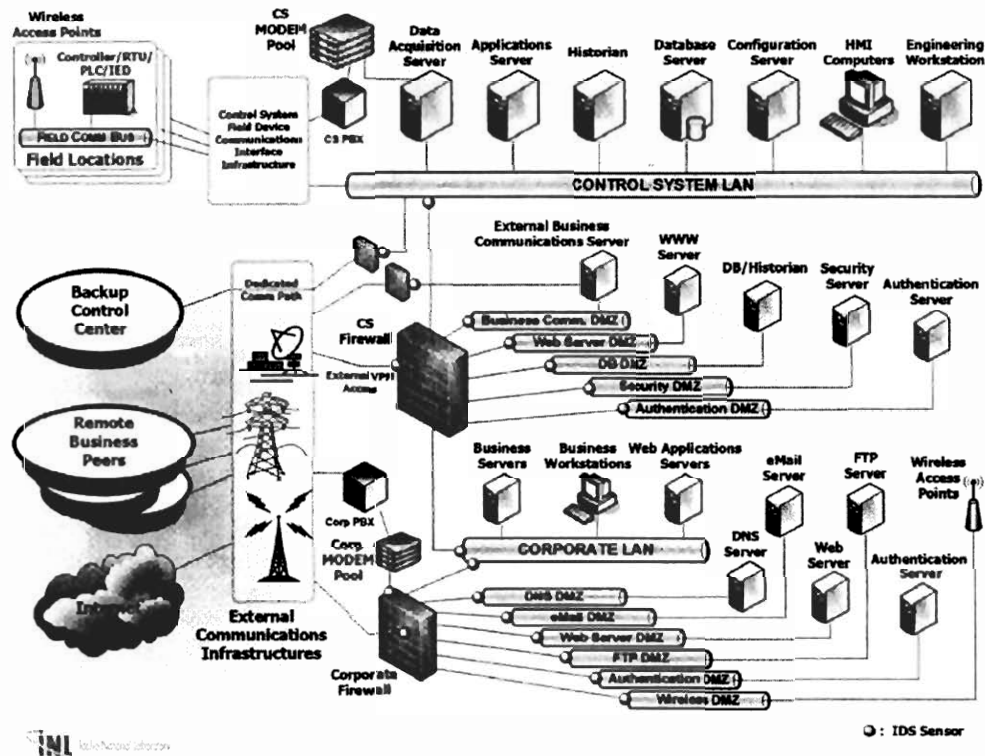 Wireless
Access Points
Controller/RTU/
PLC/IED
FIELD COMM BUS
Field Locations
CS
MODEM
Pool
CS PBX
Control System
Field Device
Communications
Interface
Infrastructure
Data
Acquisition
Server
Applications
Server
Historian
Database
Server
Configuration
Server
HMI
Computers
Engineering
Workstation
CONTROL SYSTEM LAN
Backup
Control
Center
Dedicated
Comm Path
CS
Firewall
External VPN
Access
External Business
Communications Server
WWW
Server
DB/Historian
Security
Server
Authentication
Server
Business Comm. DMZ
Web Server DMZ
DB DMZ
Security DMZ
Authentication DMZ
Remote
Business
Peers
Internet
External
Communications
Infrastructures
Corp PBX
Corp.
MODEM
Pool
Business
Servers
Business
Workstations
Web Applications
Servers
CORPORATE LAN
eMail
Server
FTP
Server
Wireless
Access
Points
DNS
Server
Web
Server
Authentication
Server
Corporate
Firewall
DNS DMZ
eMail DMZ
Web Server DMZ
FTP DMZ
Authentication DMZ
Wireless DMZ
: IDS Sensor
INL Idaho National Laboratory